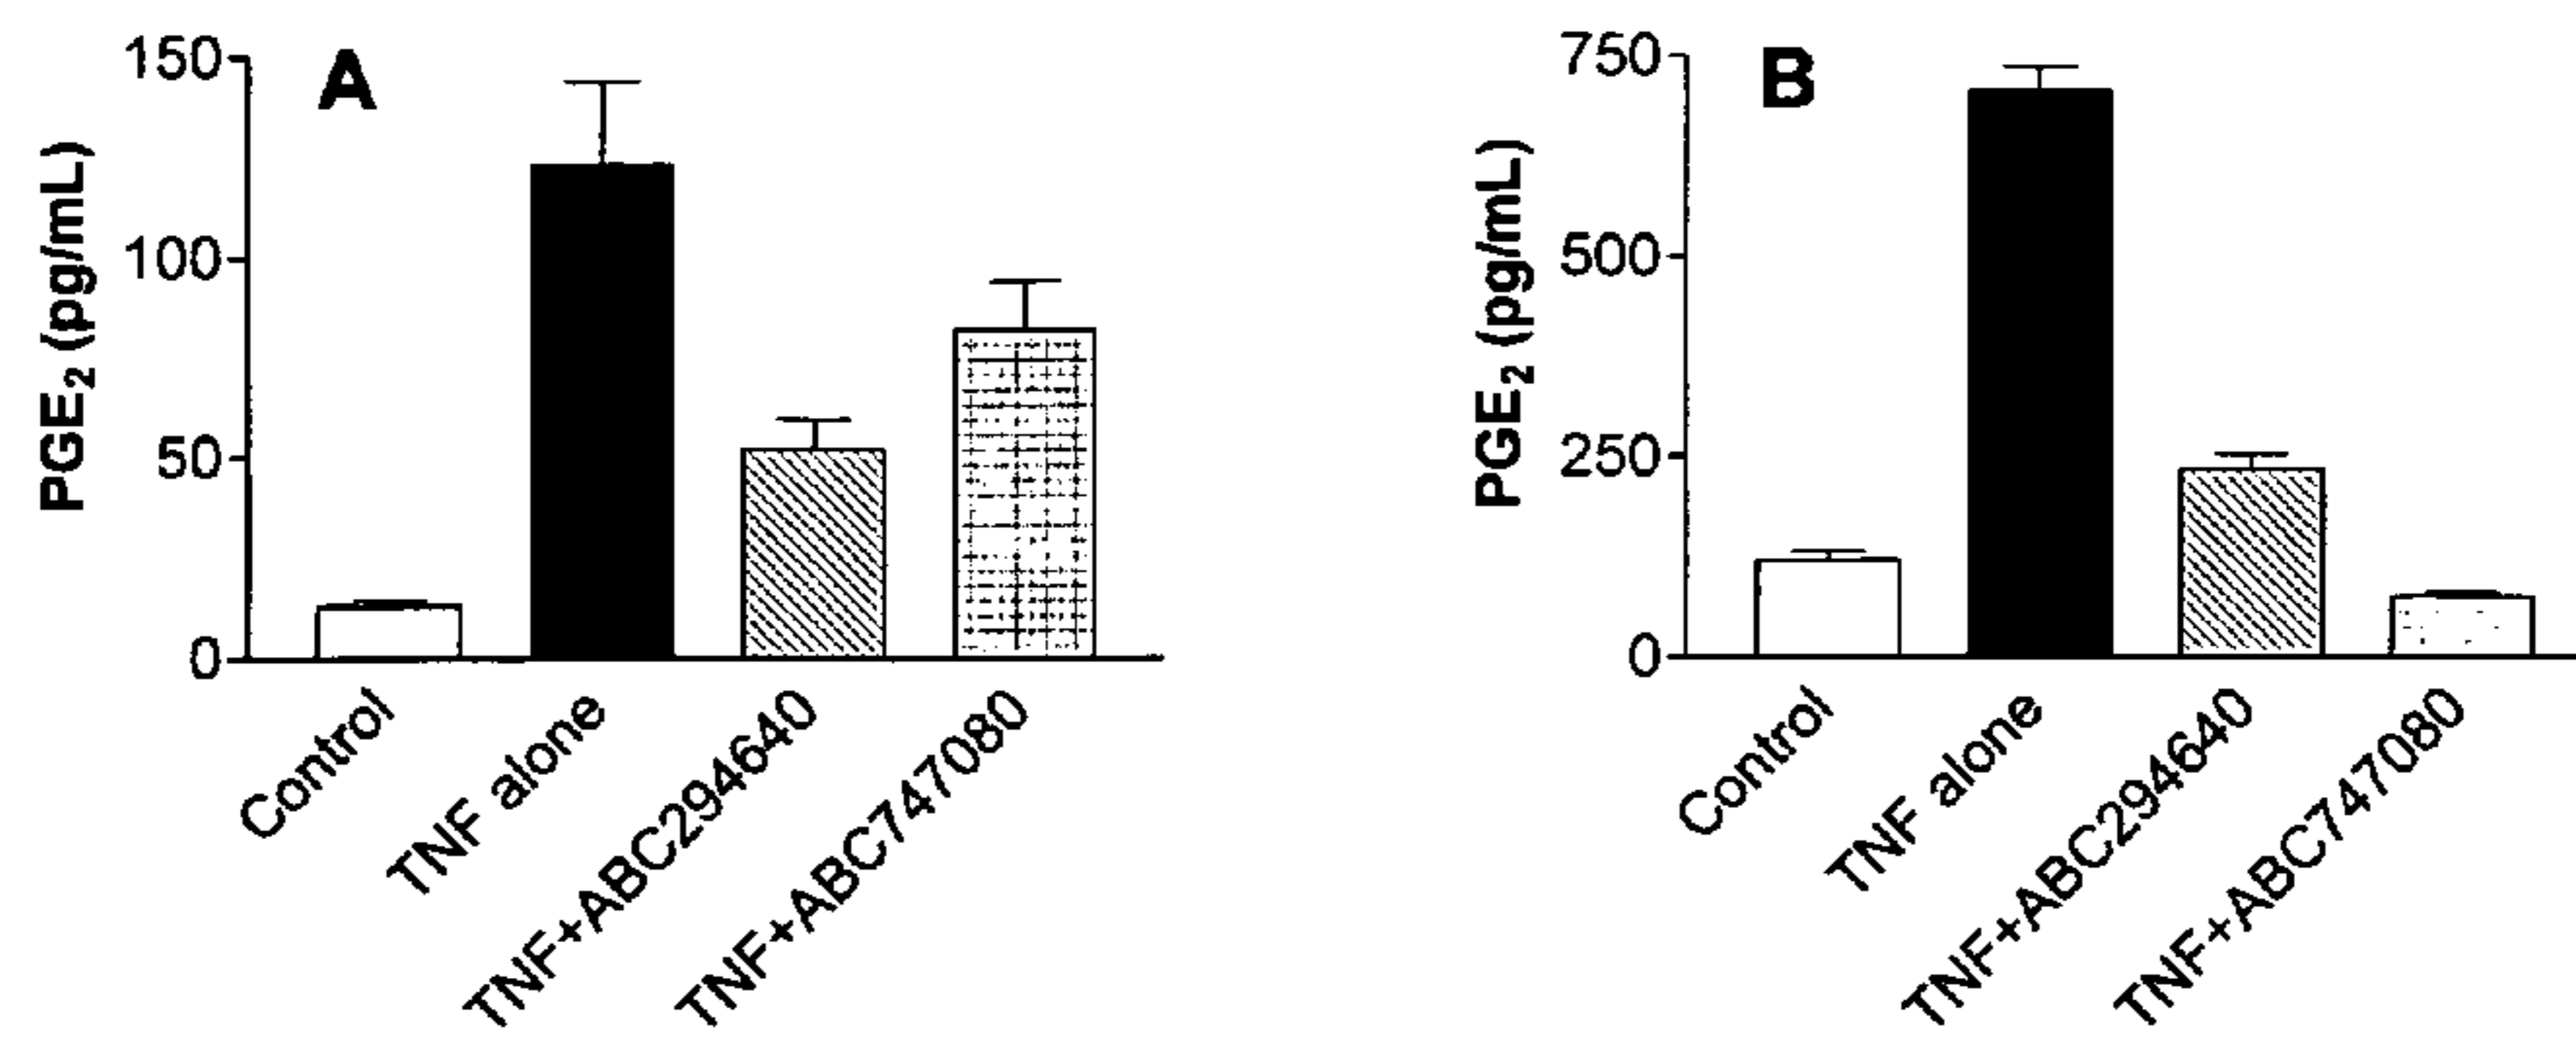 A
PGE₂ (pg/mL)
150
100
50
0
Control
TNF alone
TNF+ABC294640
TNF+ABC747080
B
PGE₂ (pg/mL)
750
500
250
0
Control
TNF alone
TNF+ABC294640
TNF+ABC747080